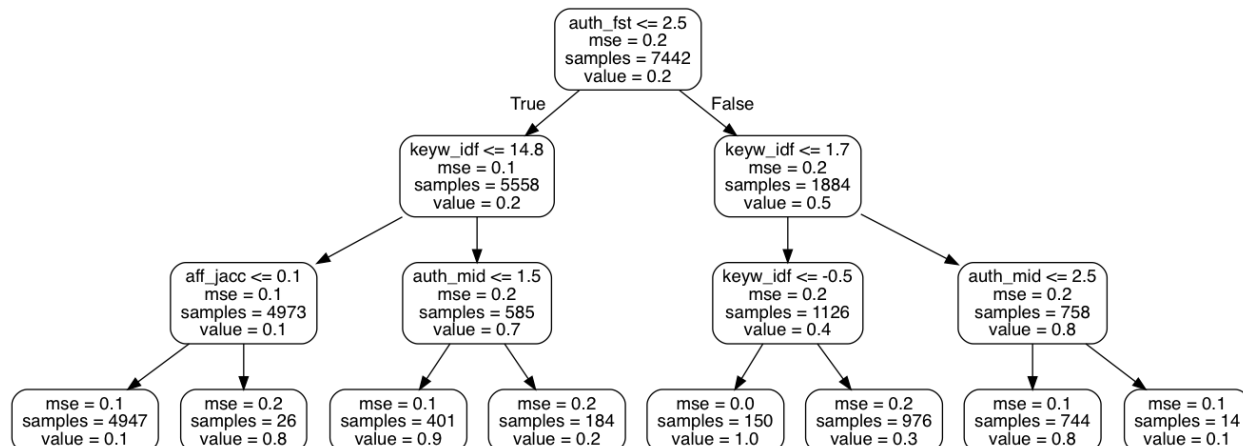 auth_fst <= 2.5
mse = 0.2
samples = 7442
value = 0.2
True
False
keyw_idf <= 14.8
mse = 0.1
samples = 5558
value = 0.2
keyw_idf <= 1.7
mse = 0.2
samples = 1884
value = 0.5
aff_jacc <= 0.1
mse = 0.1
samples = 4973
value = 0.1
auth_mid <= 1.5
mse = 0.2
samples = 585
value = 0.7
keyw_idf <= -0.5
mse = 0.2
samples = 1126
value = 0.4
auth_mid <= 2.5
mse = 0.2
samples = 758
value = 0.8
mse = 0.1
samples = 4947
value = 0.1
mse = 0.2
samples = 26
value = 0.8
mse = 0.1
samples = 401
value = 0.9
mse = 0.2
samples = 184
value = 0.2
mse = 0.0
samples = 150
value = 1.0
mse = 0.2
samples = 976
value = 0.3
mse = 0.1
samples = 744
value = 0.8
mse = 0.1
samples = 14
value = 0.1